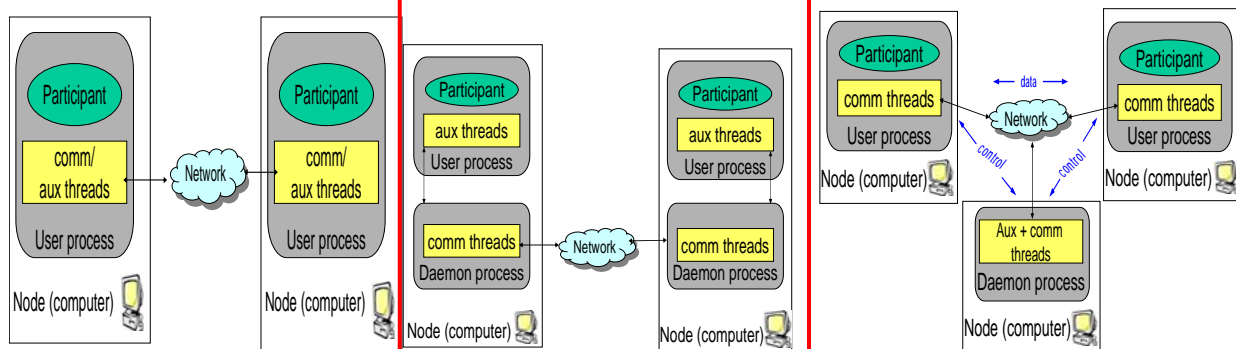 Participant
comm/
aux threads
User process
Node (computer)
Network
Participant
comm/
aux threads
User process
Node (computer)
Participant
aux threads
User process
comm threads
Daemon process
Node (computer)
Network
Participant
aux threads
User process
comm threads
Daemon process
Node (computer)
Participant
comm threads
User process
Node (computer)
data
Network
control
control
Participant
comm threads
User process
Node (computer)
Aux + comm
threads
Daemon process
Node (computer)